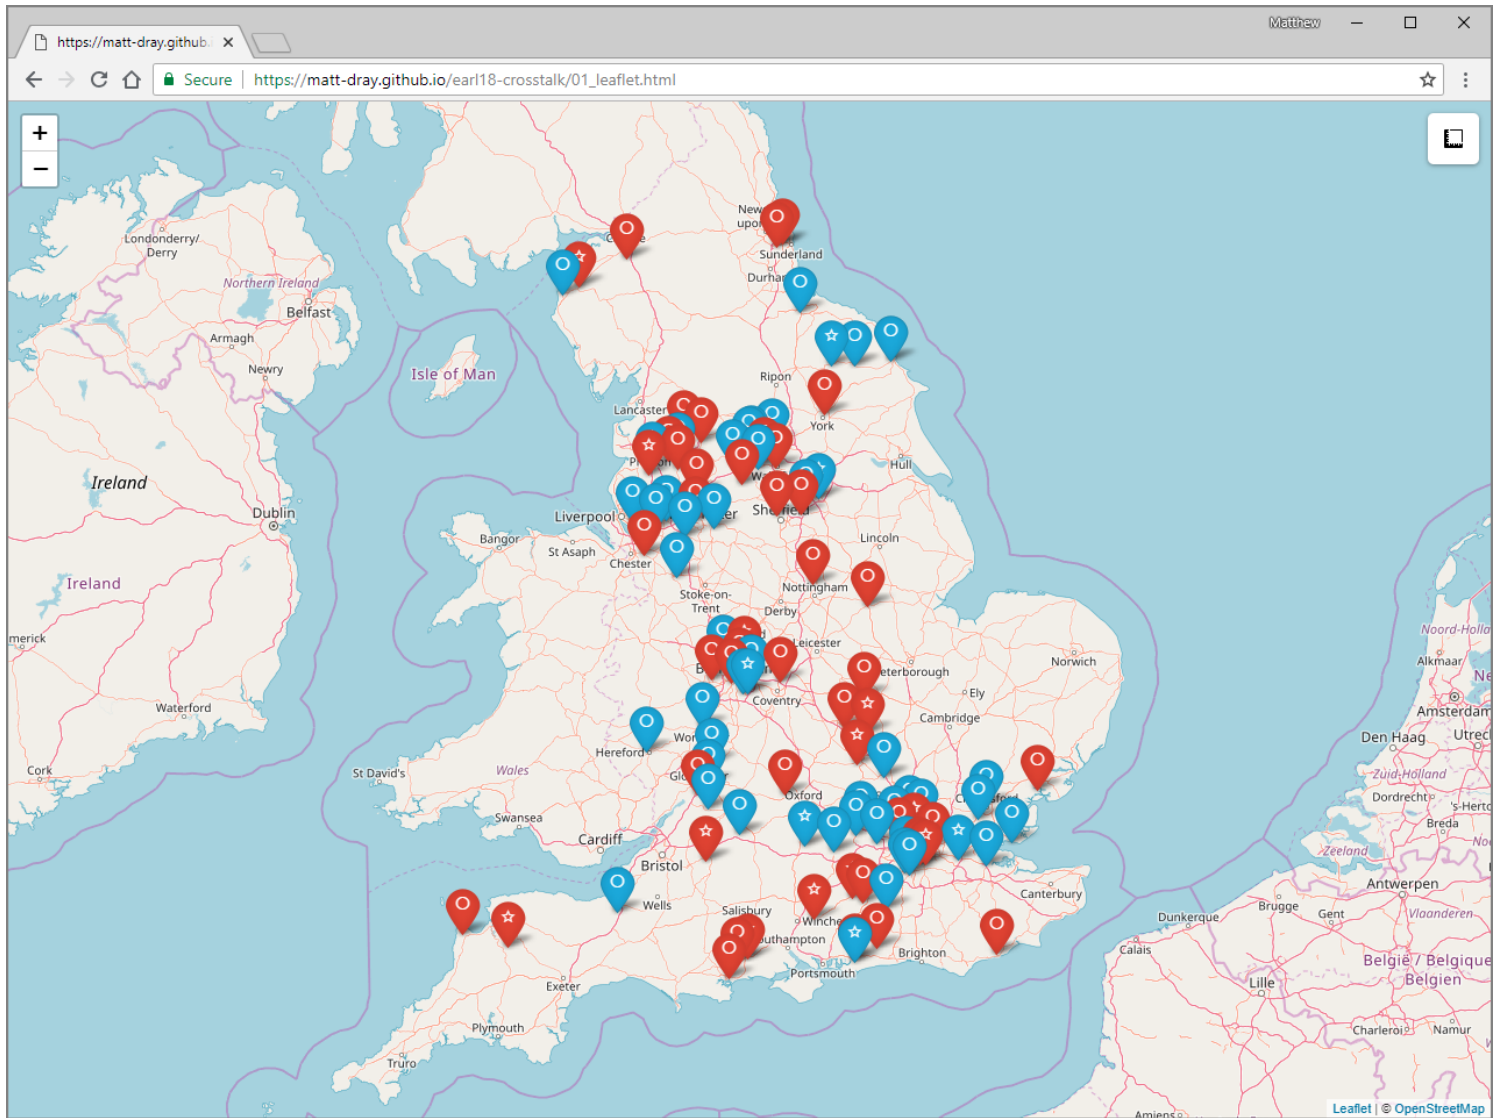 Matthew
https://matt-dray.github.
Secure
https://matt-dray.github.io/earl18-crosstalk/01_leaflet.html
+
−
Londonderry/
Derry
Northern Ireland
Belfast
Armagh
Newry
Isle of Man
Sunderland
Ripon
Lancaster
York
Hull
Ireland
Dublin
Liverpool
Lincoln
Bangor
St Asaph
Chester
Ireland
Nottingham
Stoke-on-
Trent
Derby
Leicester
Noord-Holla
Norwich
Alkmaar
merick
Ely
Coventry
Waterford
Cambridge
Amsterdam
Den Haag
Utrec
Hereford
Cork
St David's
Wales
Zuid-Holland
Oxford
Dordrecht
's-Hertc
Swansea
Breda
Cardiff
Zeeland
Bristol
Antwerpen
Canterbury
Wells
Brugge
Gent
Salisbury
Vlaanderen
Dunkerque
Brighton
Calais
Portsmouth
België / Belgique
Belgien
Exeter
Lille
Plymouth
Charleroi
Namur
Truro
Amiens
Leaflet | © OpenStreetMap